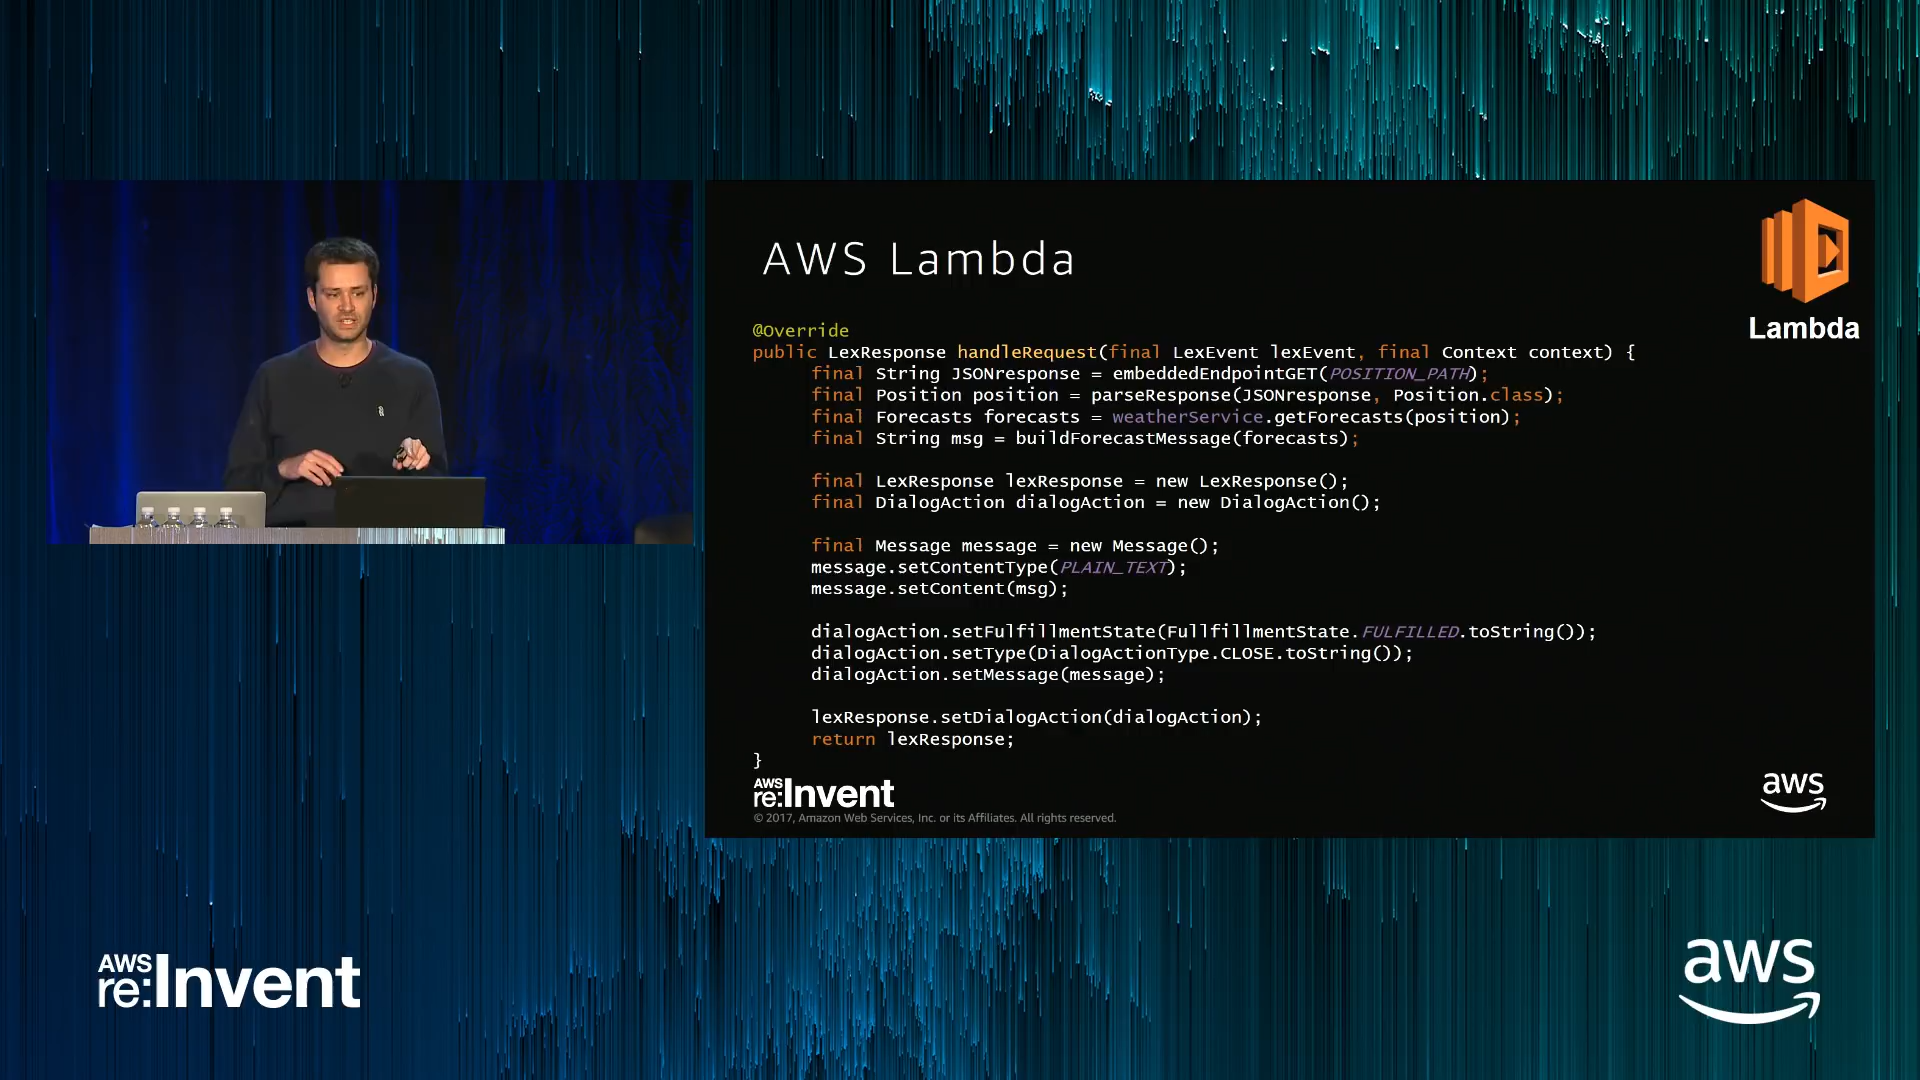 AWS Lambda
Lambda
@Override
public LexResponse handleRequest(final LexEvent lexEvent, final Context context) {
final String JSONresponse = embeddedEndpointGET(POSITION_PATH);
final Position position = parseResponse(JSONresponse, Position.class);
final Forecasts forecasts = weatherService.getForecasts(position);
final String msg = buildForecastMessage(forecasts);
final LexResponse lexResponse = new LexResponse();
final DialogAction dialogAction = new DialogAction();
final Message message = new Message();
message.setContentType(PLAIN_TEXT);
message.setContent(msg);
dialogAction.setFulfillmentState(FullfillmentState.FULFILLED.toString());
dialogAction.setType(DialogActionType.CLOSE.toString());
dialogAction.setMessage(message);
lexResponse.setDialogAction(dialogAction);
return lexResponse;
}
AWS
re:Invent
aws
© 2017, Amazon Web Services, Inc. or its Affiliates. All rights reserved.
AWS
re:Invent
aws